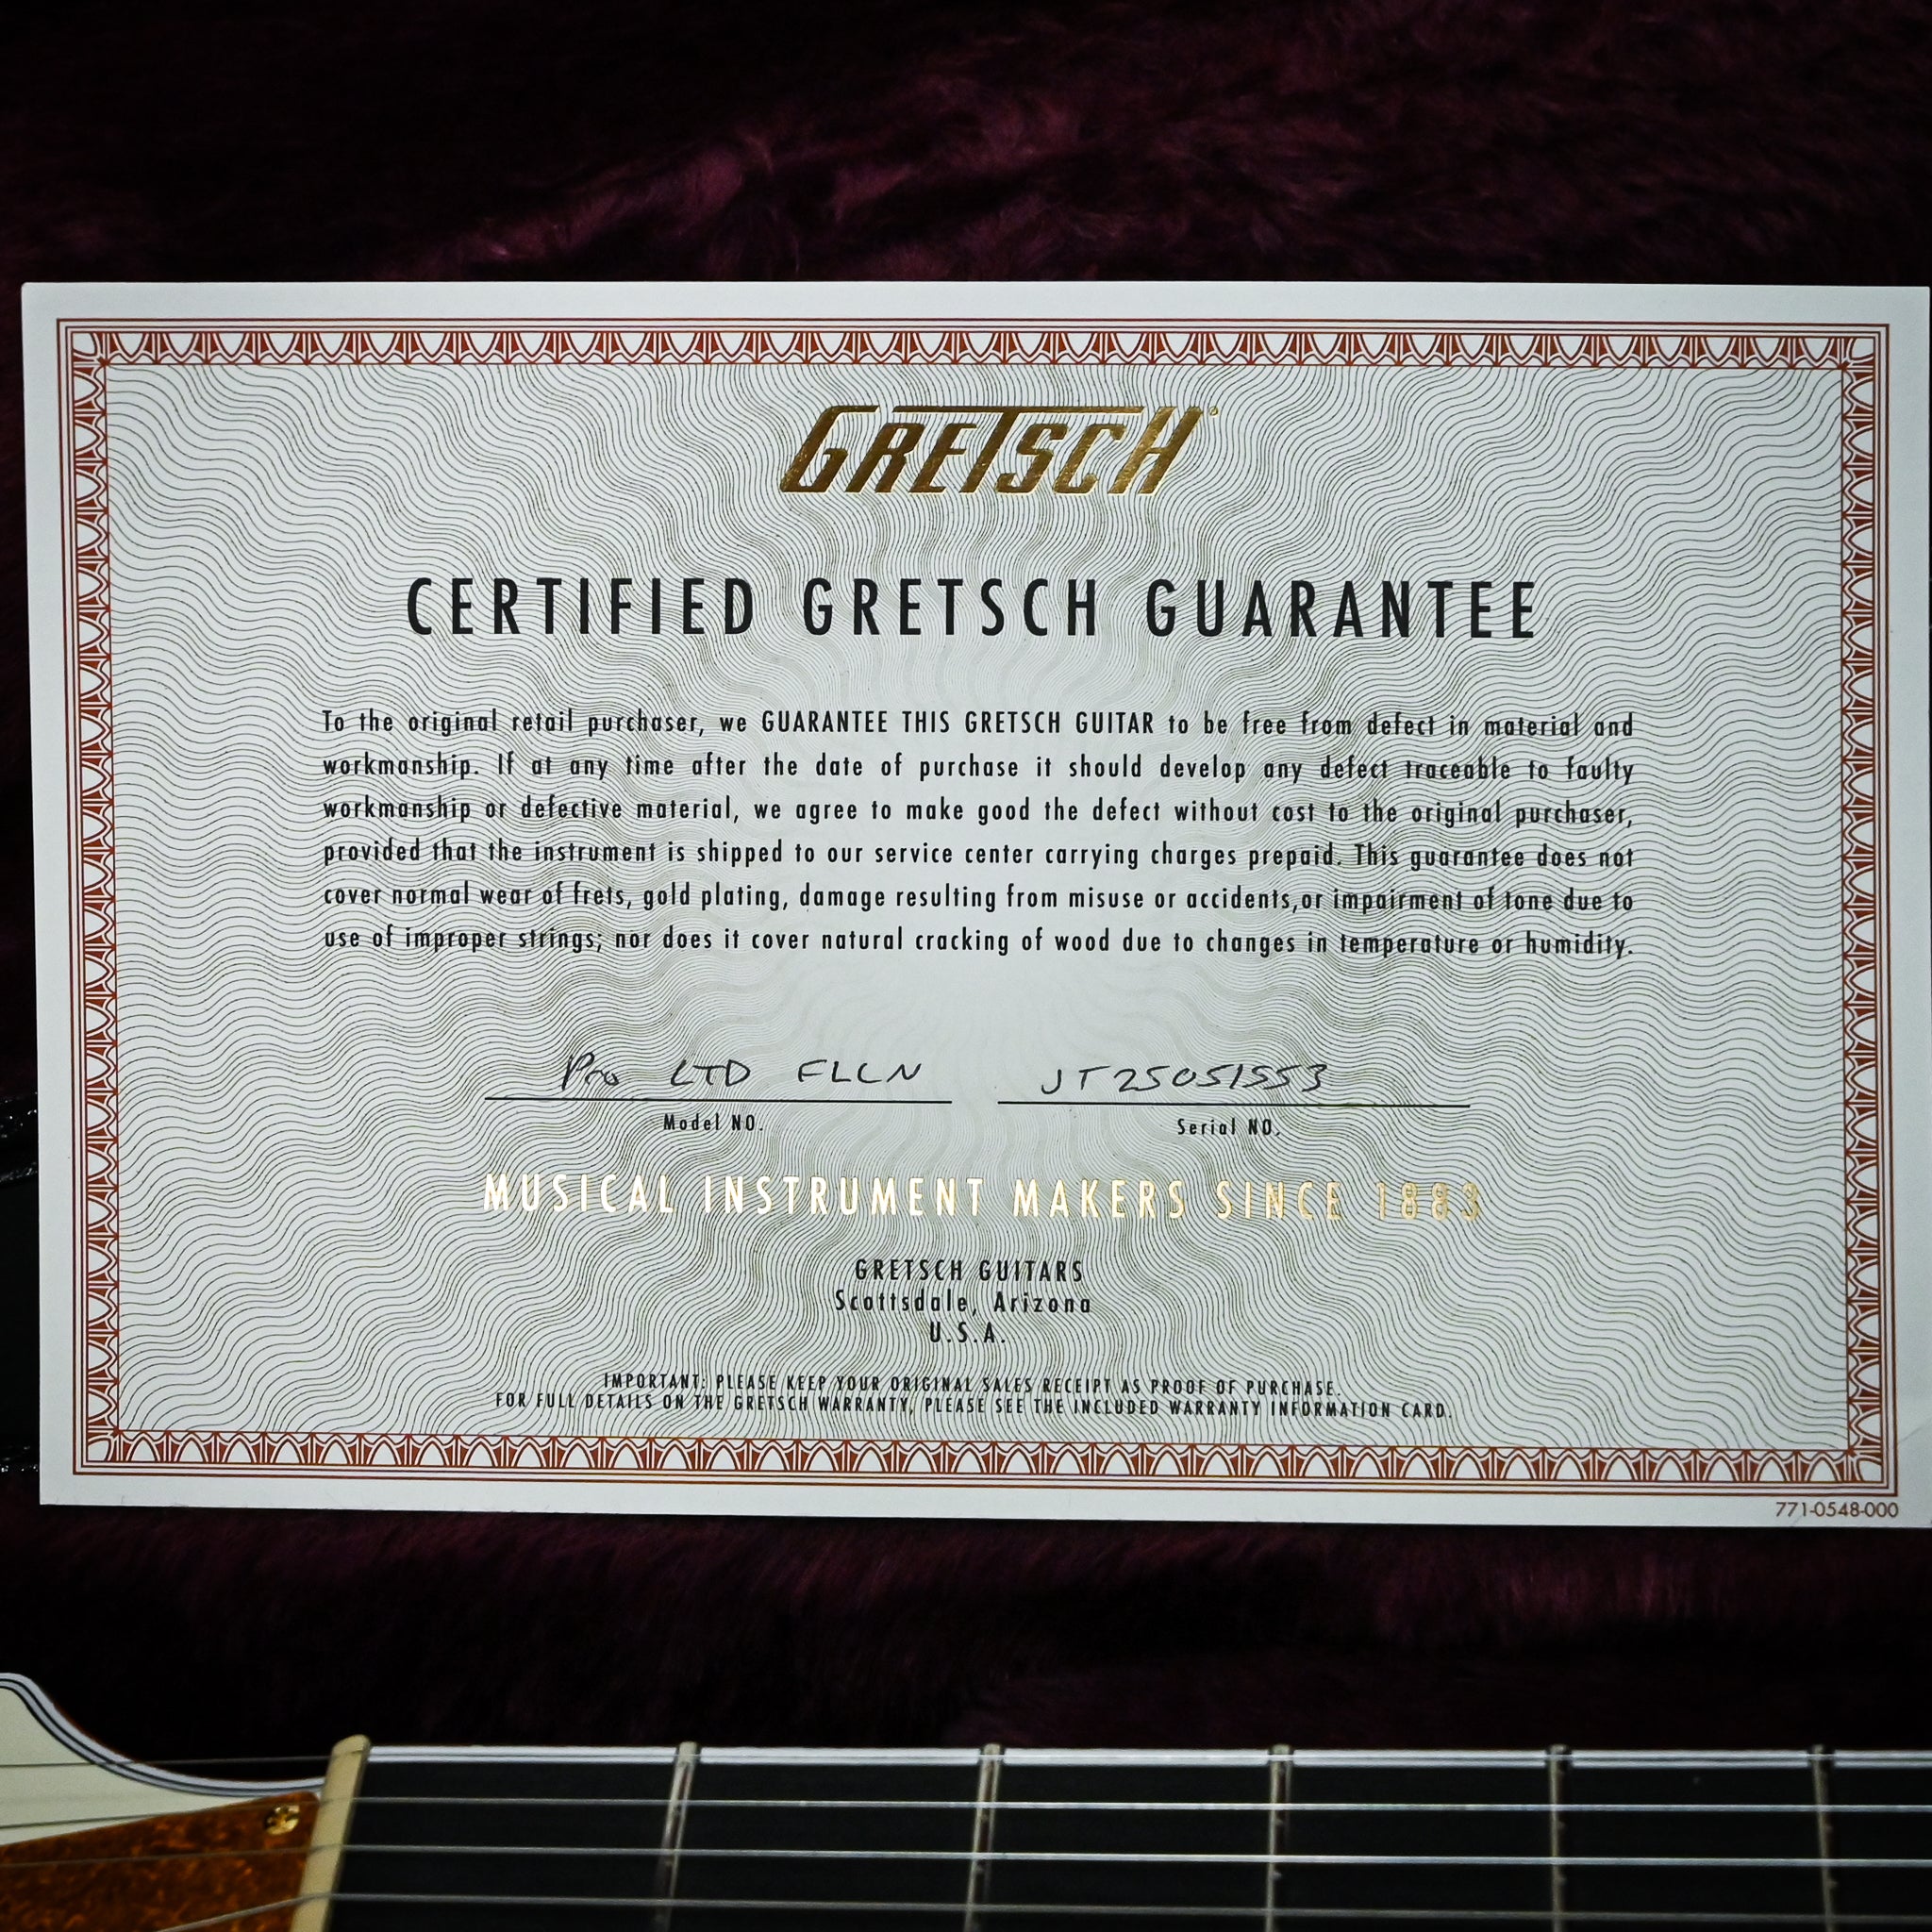 GRETSCH®
CERTIFIED GRETSCH GUARANTEE
To the original retail purchaser, we GUARANTEE THIS GRETSCH GUITAR to be free from defect in material and
workmanship. If at any time after the date of purchase it should develop any defect traceable to faulty
workmanship or defective material, we agree to make good the defect without cost to the original purchaser,
provided that the instrument is shipped to our service center carrying charges prepaid. This guarantee does not
cover normal wear of frets, gold plating, damage resulting from misuse or accidents,or impairment of tone due to
use of improper strings; nor does it cover natural cracking of wood due to changes in temperature or humidity.
Pro LTD FLCN JT25051553
Model NO. Serial NO.
MUSICAL INSTRUMENT MAKERS SINCE 1883
GRETSCH GUITARS
Scottsdale, Arizona
U.S.A.
IMPORTANT: PLEASE KEEP YOUR ORIGINAL SALES RECEIPT AS PROOF OF PURCHASE.
FOR FULL DETAILS ON THE GRETSCH WARRANTY, PLEASE SEE THE INCLUDED WARRANTY INFORMATION CARD.
771-0548-000